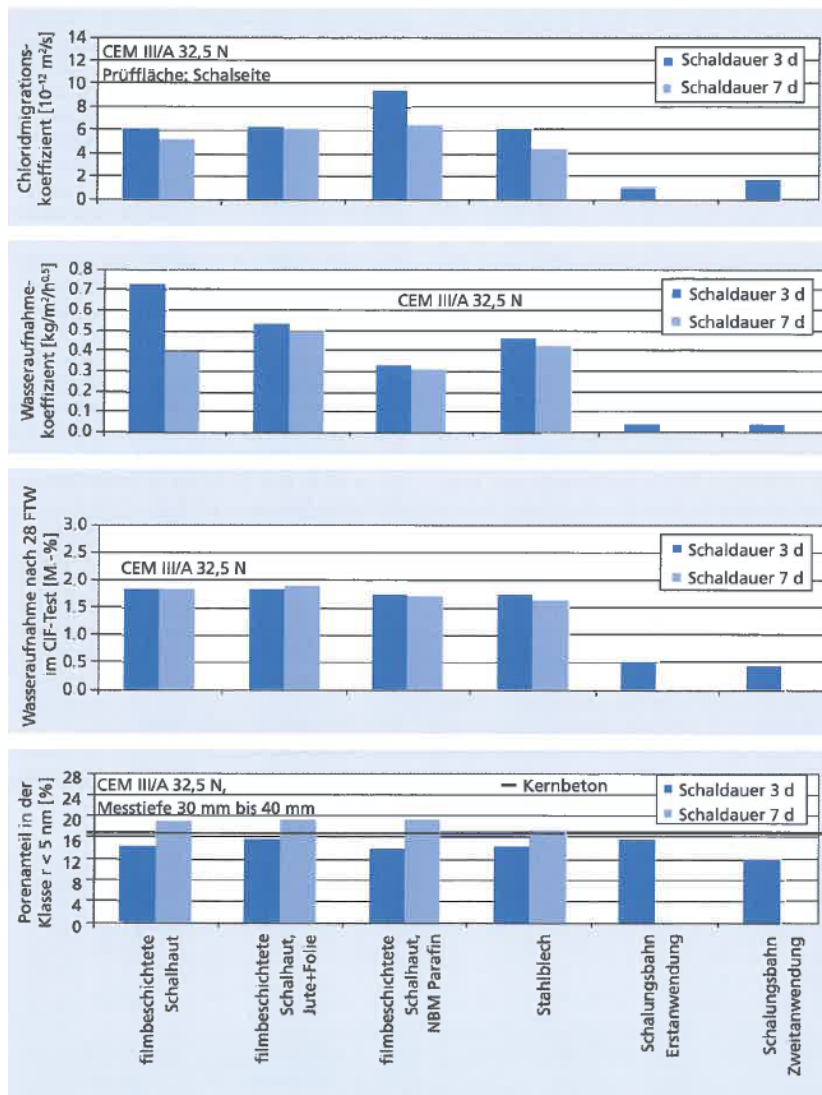 Chloridmigrations-
koeffizient [10⁻¹² m²/s]
14
12
10
8
6
4
2
0
CEM III/A 32,5 N
Prüffläche: Schalseite
Schaldauer 3 d
Schaldauer 7 d
Wasseraufnahme-
koeffizient [kg/m²/h⁰·⁵]
0.8
0.7
0.6
0.5
0.4
0.3
0.2
0.1
0.0
CEM III/A 32,5 N
Schaldauer 3 d
Schaldauer 7 d
Wasseraufnahme nach 28 FTW
im CIF-Test [M.-%]
3.0
2.5
2.0
1.5
1.0
0.5
0.0
CEM III/A 32,5 N
Schaldauer 3 d
Schaldauer 7 d
Porenanteil in der
Klasse r < 5 nm [%]
28
24
20
16
12
8
4
0
CEM III/A 32,5 N,
Messtiefe 30 mm bis 40 mm
Kernbeton
Schaldauer 3 d
Schaldauer 7 d
filmbeschichtete
Schalhaut
filmbeschichtete
Schalhaut,
Jute+Folie
filmbeschichtete
Schalhaut,
NBM Parafin
Stahlblech
Schalungsbahn
Erstanwendung
Schalungsbahn
Zweitanwendung